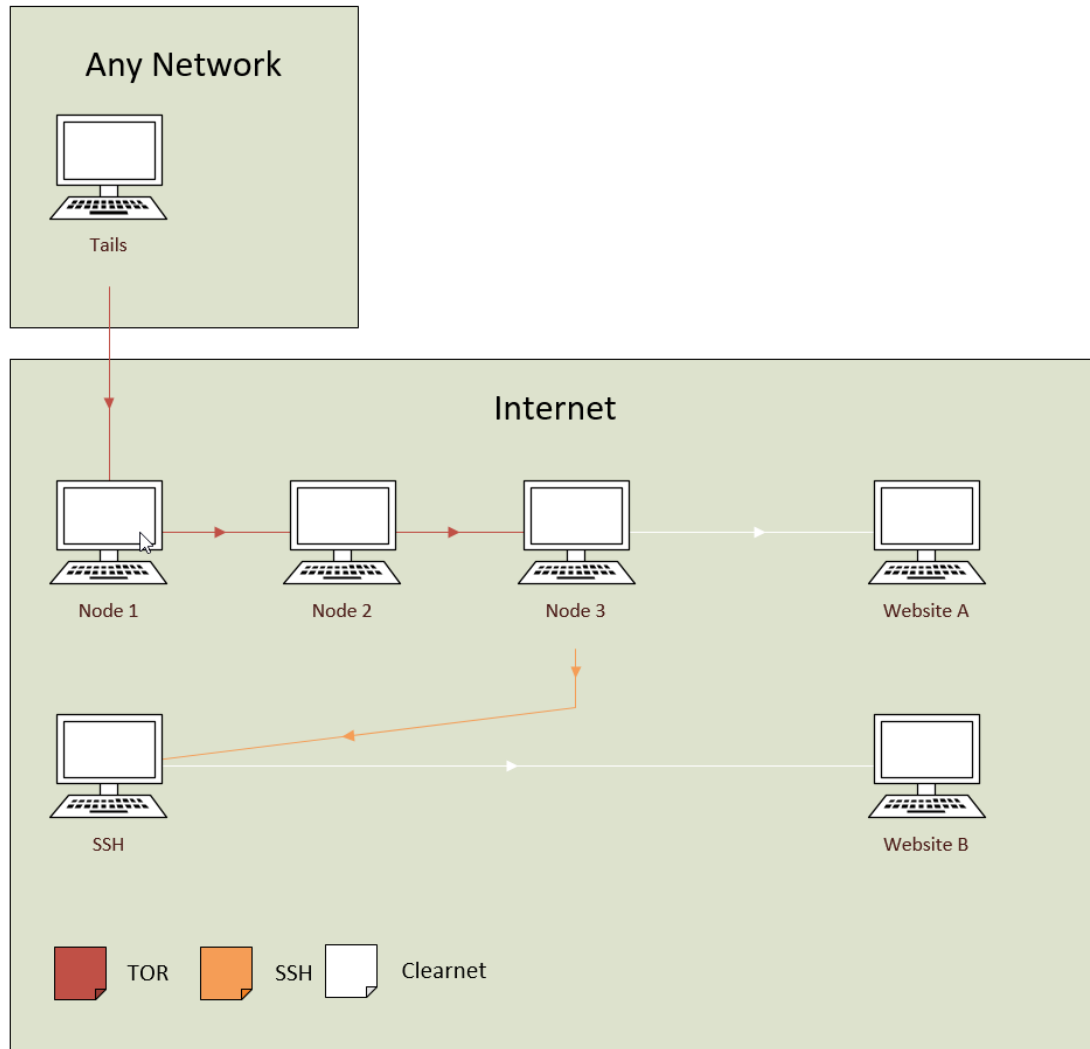 Any Network
Tails
Internet
Node 1
Node 2
Node 3
Website A
SSH
Website B
TOR
SSH
Clearnet